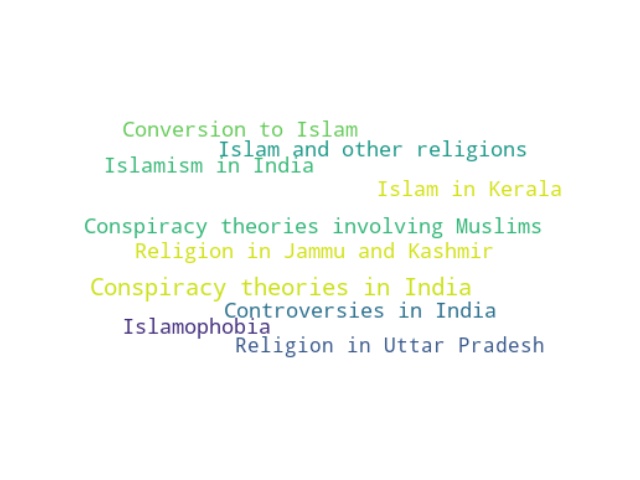 Conversion to Islam
Islam and other religions
Islamism in India
Islam in Kerala
Conspiracy theories involving Muslims
Religion in Jammu and Kashmir
Conspiracy theories in India
Controversies in India
Islamophobia
Religion in Uttar Pradesh